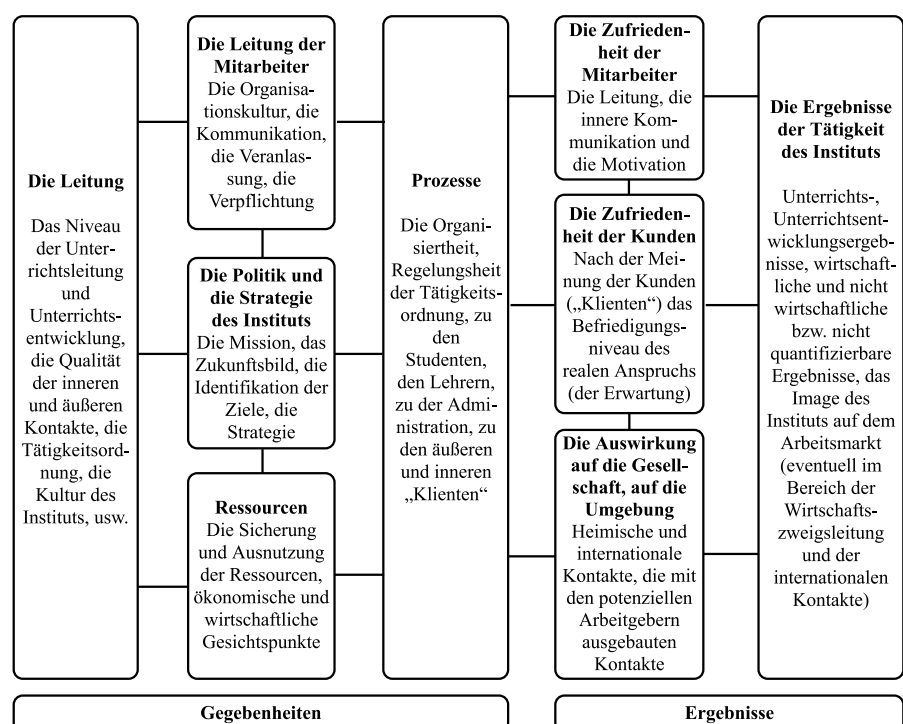 Die Leitung
Das Niveau
der Unter-
richtsleitung
und
Unterrichts-
entwicklung,
die Qualität
der inneren
und äußeren
Kontakte, die
Tätigkeitsord-
nung, die
Kultur des
Instituts, usw.
Die Leitung der
Mitarbeiter
Die Organisa-
tionskultur, die
Kommunikation,
die Veranlas-
sung, die
Verpflichtung
Die Politik und
die Strategie
des Instituts
Die Mission, das
Zukunftsbild, die
Identifikation der
Ziele, die
Strategie
Ressourcen
Die Sicherung
und Ausnutzung
der Ressourcen,
ökonomische und
wirtschaftliche
Gesichtspunkte
Prozesse
Die Organi-
siertheit,
Regelungsheit
der Tätigkeits-
ordnung, zu
den
Studenten,
den Lehrern,
zu der Admini-
stration, zu
den äußeren
und inneren
„Klienten“
Die Zufrieden-
heit der
Mitarbeiter
Die Leitung, die
innere Kom-
munikation und
die Motivation
Die Zufrieden-
heit der Kunden
Nach der Mei-
nung der Kunden
(„Klienten“) das
Befriedigungs-
niveau des
realen Anspruchs
(der Erwartung)
Die Auswirkung
auf die Gesell-
schaft, auf die
Umgebung
Heimische und
internationale
Kontakte, die mit
den potenziellen
Arbeitgebern
ausgebauten
Kontakte
Die Ergebnisse
der Tätigkeit
des Instituts
Unterrichts-,
Unterrichtsent-
wicklungsergeb-
nisse, wirtschaft-
liche und nicht
wirtschaftliche
bzw. nicht
quantifizierbare
Ergebnisse, das
Image des
Instituts auf dem
Arbeitsmarkt
(eventuell im
Bereich der
Wirtschafts-
zweigsleitung
und der
internationalen
Kontakte)
Gegebenheiten
Ergebnisse